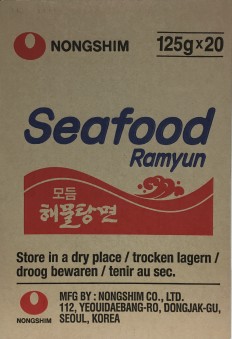 NONGSHIM
125g×20
Seafood
Ramyun
모듬
해물탕면
Store in a dry place / trocken lagern /
droog bewaren / tenir au sec.
NONGSHIM
MFG BY : NONGSHIM CO., LTD.
112, YEOUIDAEBANG-RO, DONGJAK-GU,
SEOUL, KOREA